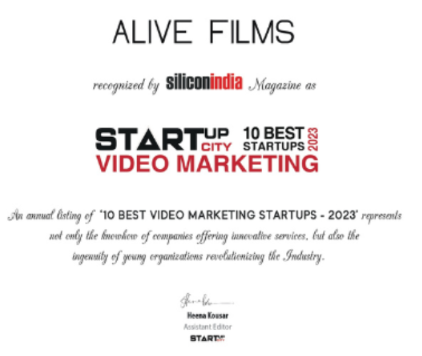 ALIVE FILMS
recognized by siliconindia Magazine as
STARTUP CITY 10 BEST STARTUPS 2023
VIDEO MARKETING
An annual listing of "10 BEST VIDEO MARKETING STARTUPS - 2023" represents
not only the knowhow of companies offering innovative services, but also the
ingenuity of young organizations revolutionizing the Industry.
Heena Kousar
Assistant Editor
STARTUP